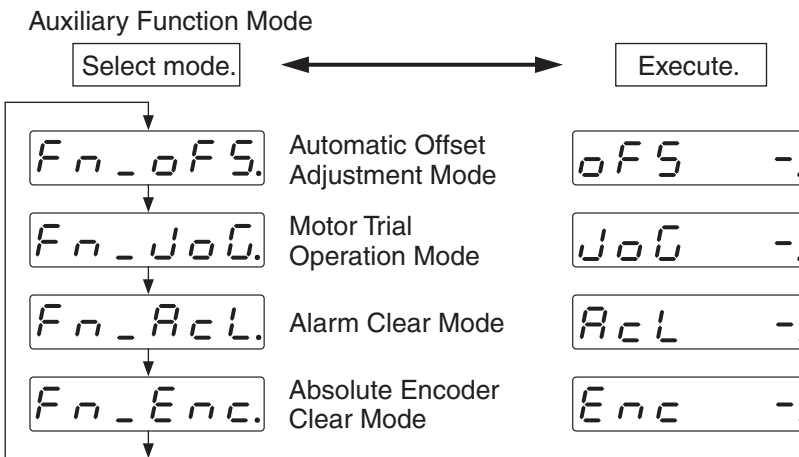 Auxiliary Function Mode
Select mode.
Execute.
Fn_oFS.
Automatic Offset
Adjustment Mode
oFS -.
Fn_JoG.
Motor Trial
Operation Mode
JoG -.
Fn_AcL.
Alarm Clear Mode
AcL -.
Fn_Enc.
Absolute Encoder
Clear Mode
Enc -.